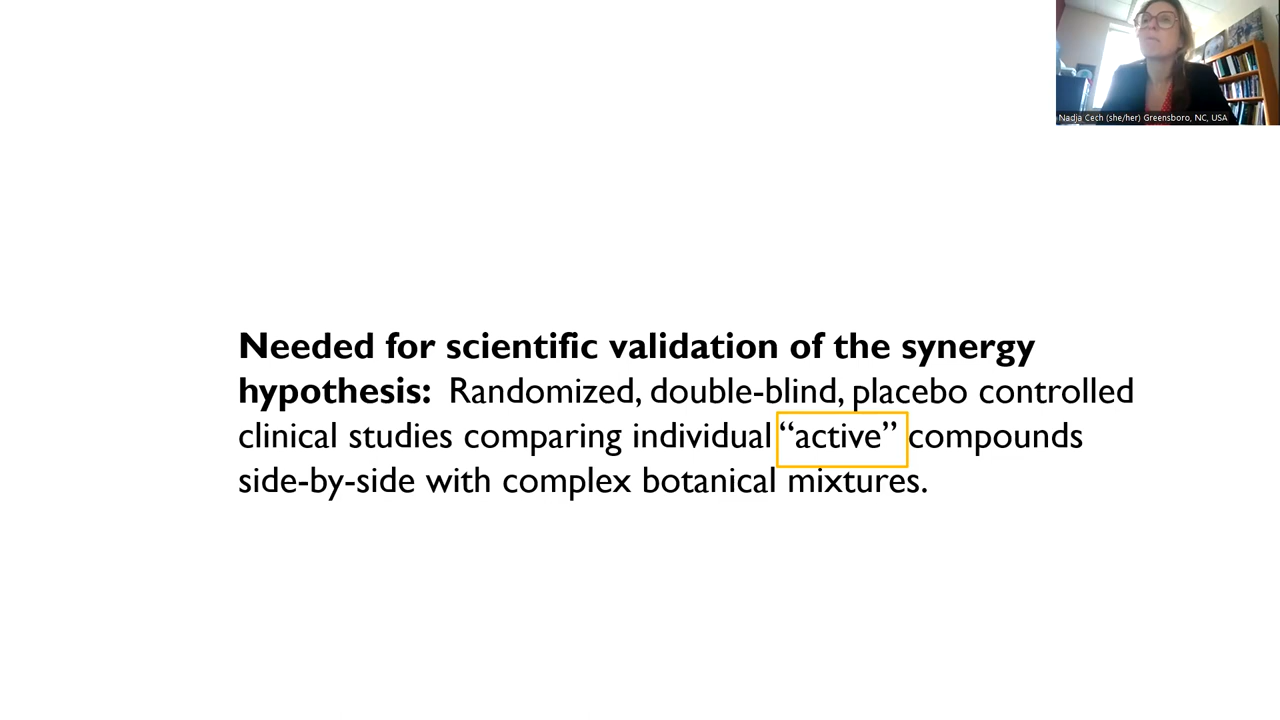 Nadja Cech (she/her) Greensboro, NC, USA
Needed for scientific validation of the synergy
hypothesis: Randomized, double-blind, placebo controlled
clinical studies comparing individual “active” compounds
side-by-side with complex botanical mixtures.